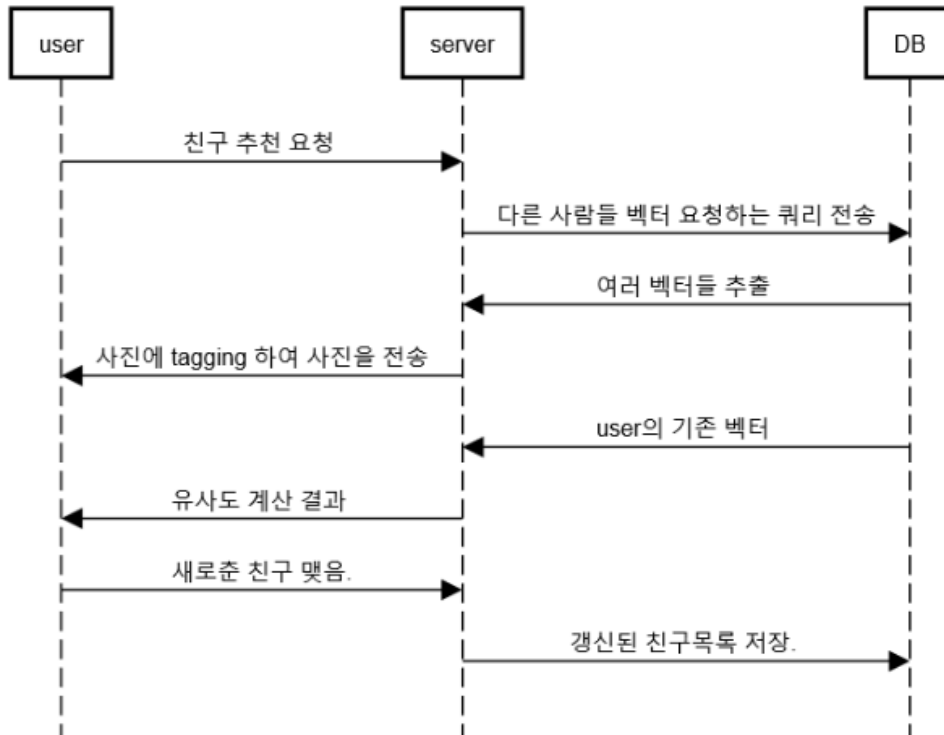 user
server
DB
친구 추천 요청
다른 사람들 벡터 요청하는 쿼리 전송
여러 벡터들 추출
사진에 tagging 하여 사진을 전송
user의 기존 벡터
유사도 계산 결과
새로춘 친구 맺음.
갱신된 친구목록 저장.